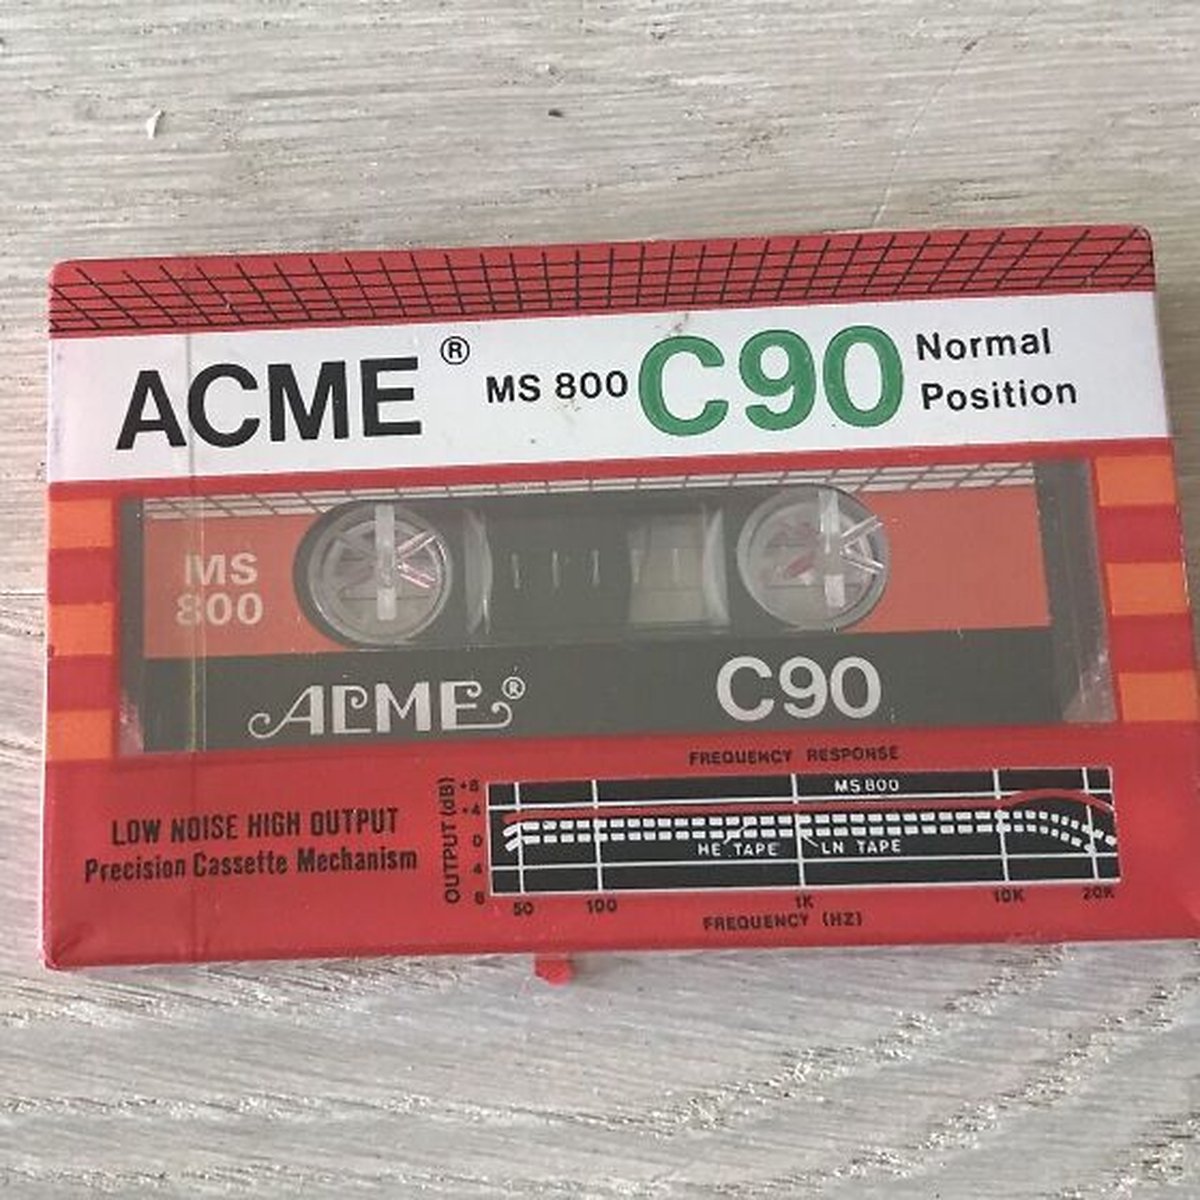 ACME ® MS 800 C90 Normal
Position
MS
800
ACME ® C90
FREQUENCY RESPONSE
LOW NOISE HIGH OUTPUT
Precision Cassette Mechanism
OUTPUT (dB)
+8
+4
0
4
8
MS 800
HE TAPE LN TAPE
50 100 1K 10K 20K
FREQUENCY (HZ)